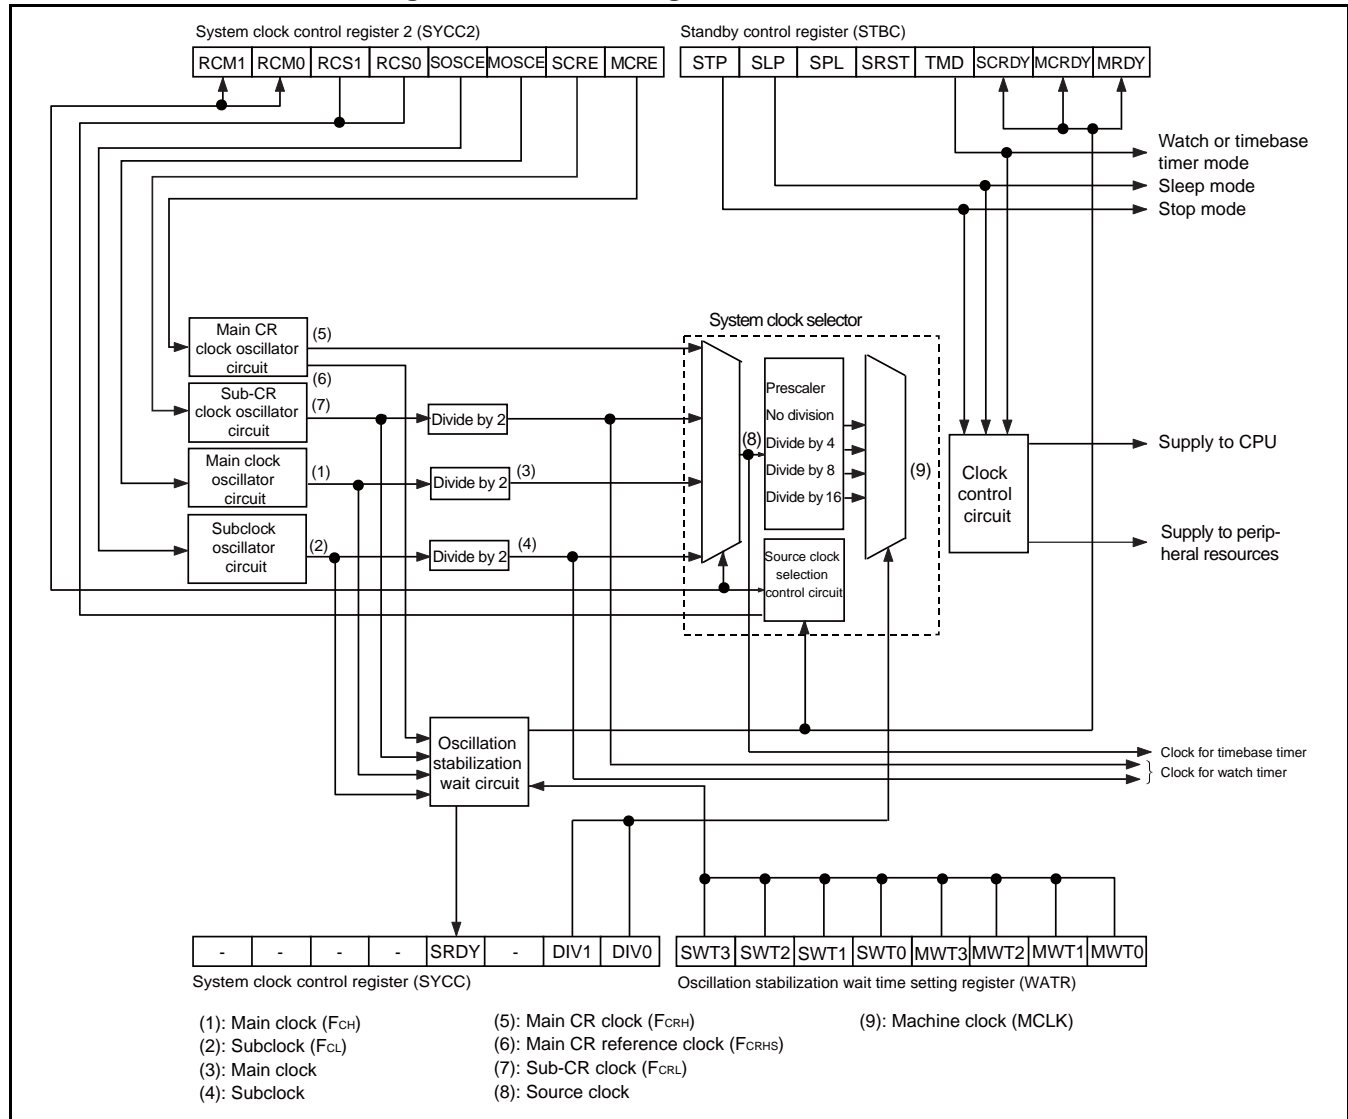 System clock control register 2 (SYCC2)
RCM1 RCM0 RCS1 RCS0 SOSCE MOSCE SCRE MCRE
Standby control register (STBC)
STP SLP SPL SRST TMD SCRDY MCRDY MRDY
Watch or timebase
timer mode
Sleep mode
Stop mode
System clock selector
Main CR
clock oscillator
circuit
(5)
(6)
Sub-CR
clock oscillator
circuit
(7)
Divide by 2
Main clock
oscillator
circuit
(1)
Divide by 2
(3)
Subclock
oscillator
circuit
(2)
Divide by 2
(4)
(8)
Prescaler
No division
Divide by 4
Divide by 8
Divide by 16
(9)
Source clock
selection
control circuit
Clock
control
circuit
Supply to CPU
Supply to perip-
heral resources
Oscillation
stabilization
wait circuit
Clock for timebase timer
Clock for watch timer
- - - - SRDY - DIV1 DIV0
System clock control register (SYCC)
SWT3 SWT2 SWT1 SWT0 MWT3 MWT2 MWT1 MWT0
Oscillation stabilization wait time setting register (WATR)
(1): Main clock (FCH)
(2): Subclock (FCL)
(3): Main clock
(4): Subclock
(5): Main CR clock (FCRH)
(6): Main CR reference clock (FCRHS)
(7): Sub-CR clock (FCRL)
(8): Source clock
(9): Machine clock (MCLK)